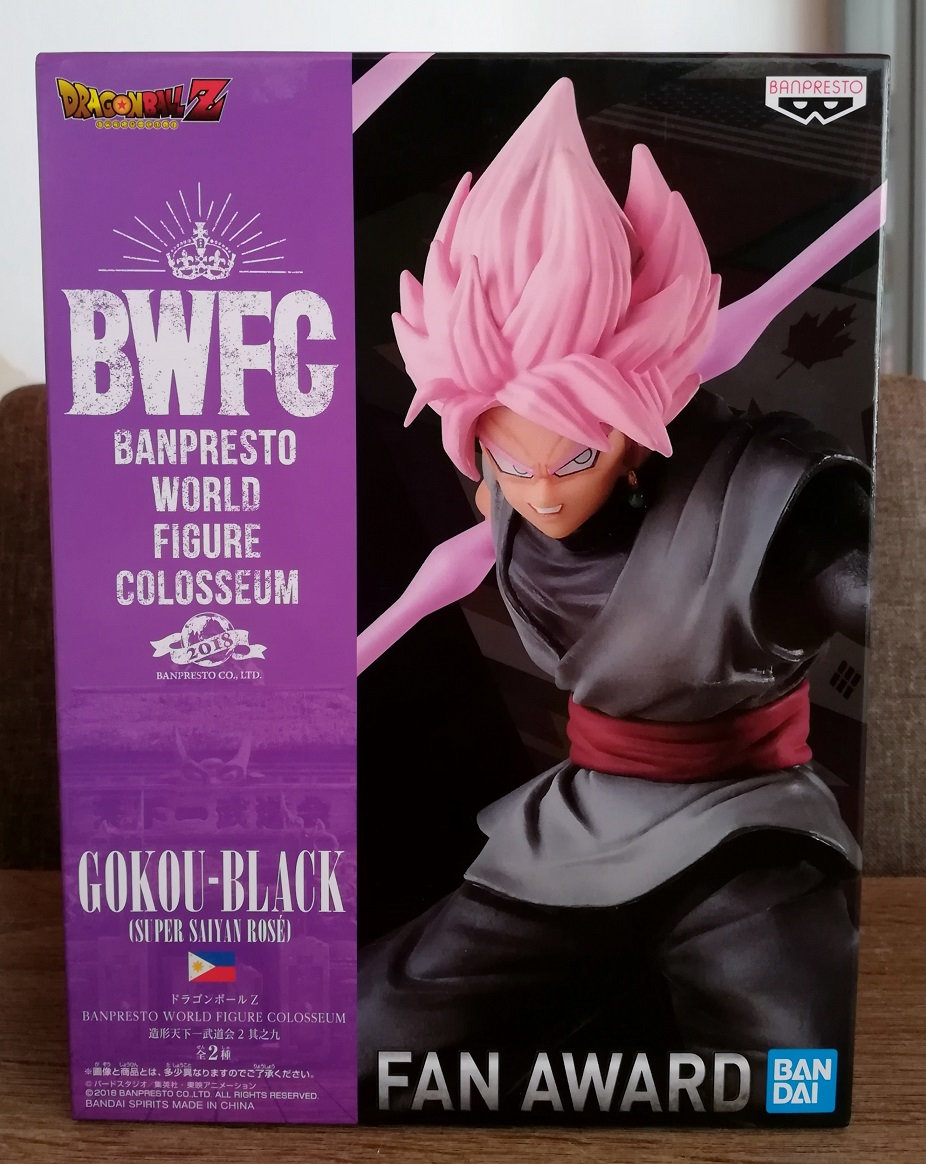 DRAGONBALL Z
BANPRESTO
BWFC
BANPRESTO
WORLD
FIGURE
COLOSSEUM
2018
BANPRESTO CO., LTD.
GOKOU-BLACK
(SUPER SAIYAN ROSÉ)
ドラゴンボールZ
BANPRESTO WORLD FIGURE COLOSSEUM
造形天下一武道会2 其之九
全2種
※画像と商品とは、多少異なりますのでご了承ください。
©バードスタジオ/集英社・東映アニメーション
©2018 BANPRESTO CO.,LTD. ALL RIGHTS RESERVED.
BANDAI SPIRITS MADE IN CHINA
FAN AWARD
BAN
DAI